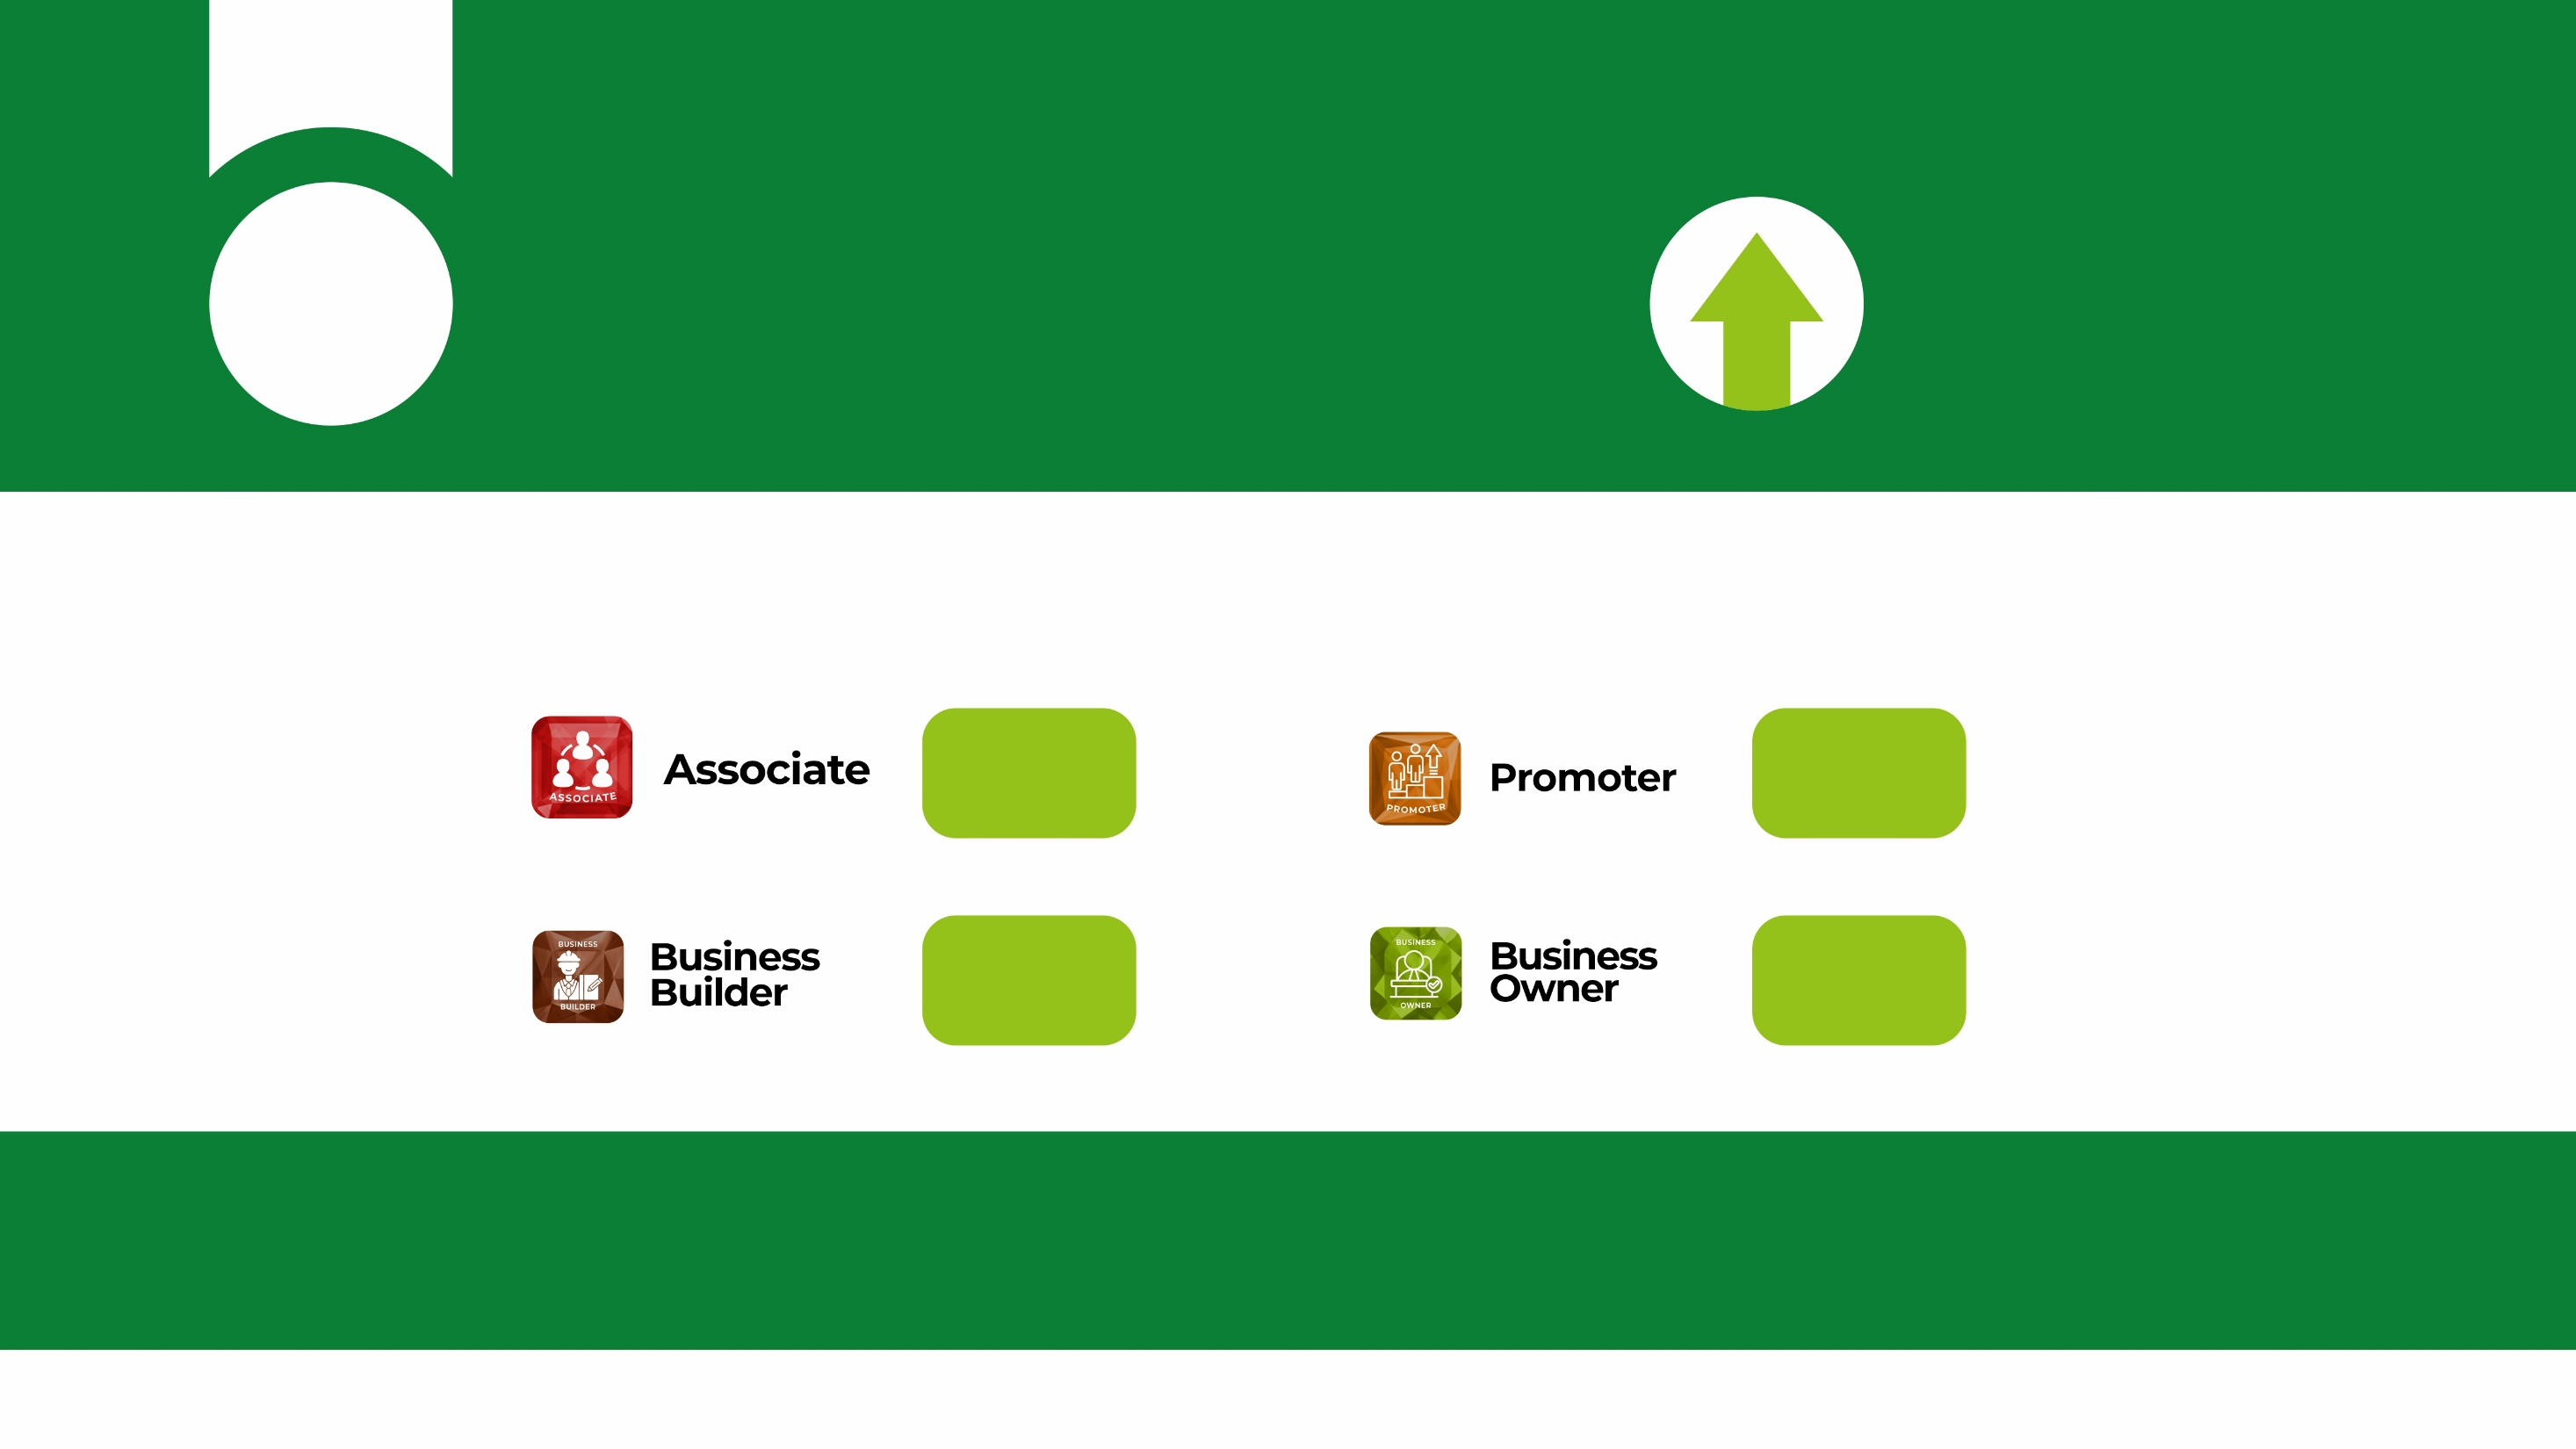 ASSOCIATE
Associate
PROMOTER
Promoter
BUSINESS
BUILDER
Business
Builder
BUSINESS
OWNER
Business
Owner